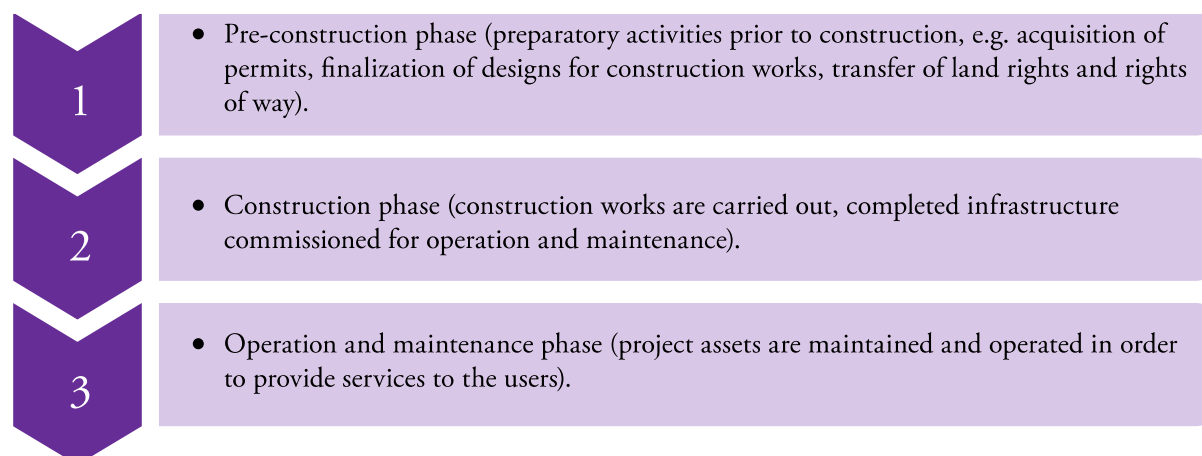 1
• Pre-construction phase (preparatory activities prior to construction, e.g. acquisition of
permits, finalization of designs for construction works, transfer of land rights and rights
of way).
2
• Construction phase (construction works are carried out, completed infrastructure
commissioned for operation and maintenance).
3
• Operation and maintenance phase (project assets are maintained and operated in order
to provide services to the users).